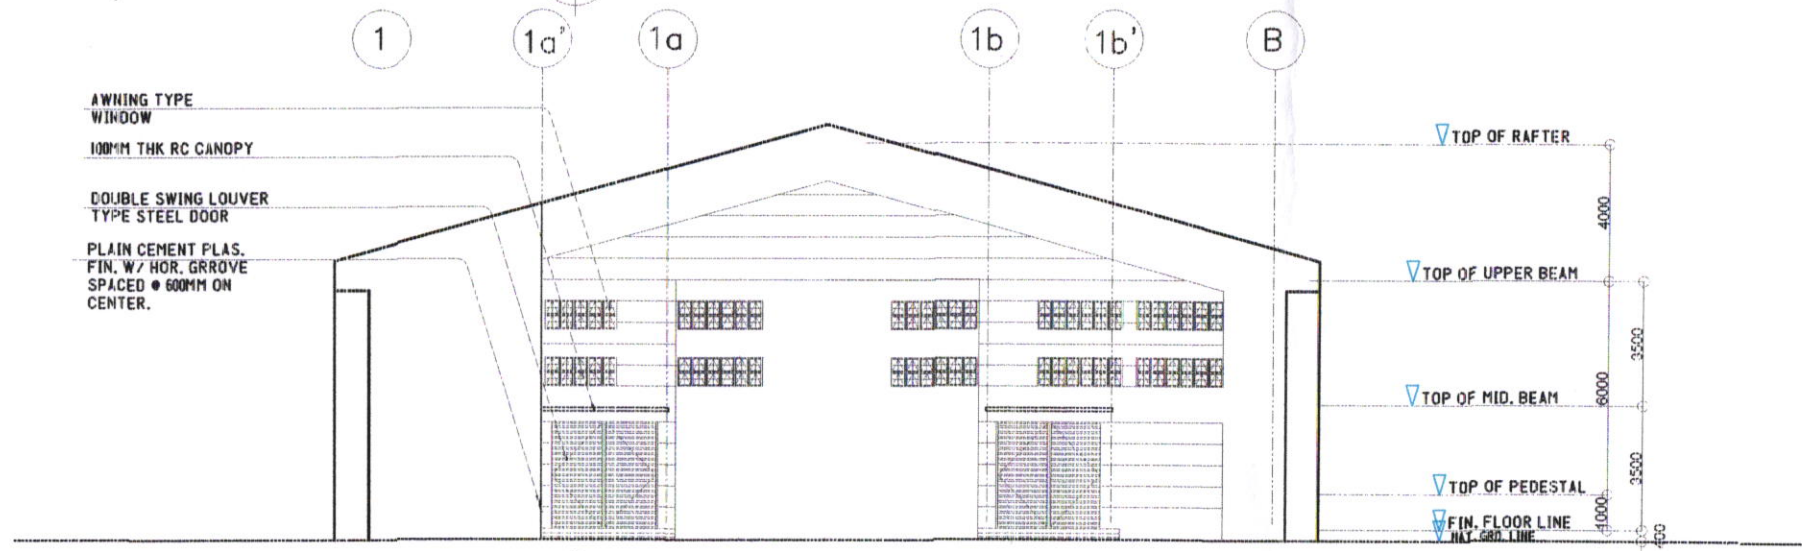 1
1a'
1a
1b
1b'
B
AWNING TYPE
WINDOW
100MM THK RC CANOPY
DOUBLE SWING LOUVER
TYPE STEEL DOOR
PLAIN CEMENT PLAS.
FIN. W/ HOR. GRROVE
SPACED @ 600MM ON
CENTER.
TOP OF RAFTER
TOP OF UPPER BEAM
TOP OF MID. BEAM
TOP OF PEDESTAL
FIN. FLOOR LINE
NAT. GRD. LINE
4000
3500
6000
3500
1000